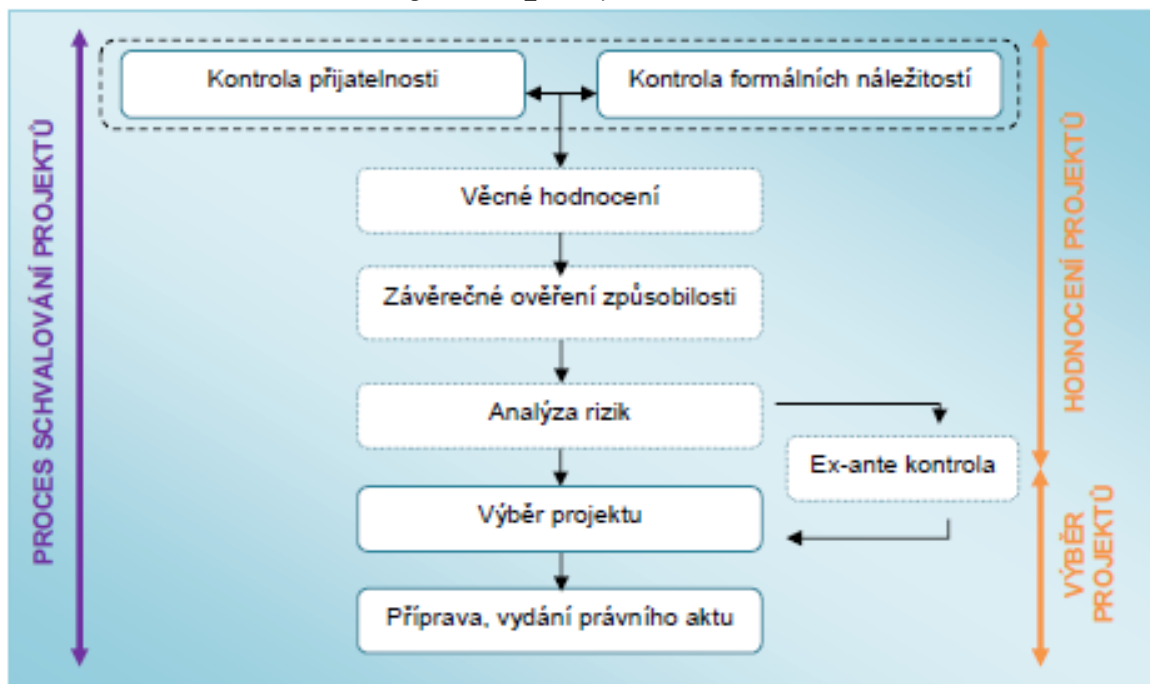 Kontrola přijatelnosti
Kontrola formálních náležitostí
Věcné hodnocení
Závěrečné ověření způsobilosti
Analýza rizik
Ex-ante kontrola
Výběr projektu
Příprava, vydání právního aktu
PROCES SCHVALOVÁNÍ PROJEKTŮ
HODNOCENÍ PROJEKTŮ
VÝBĚR
PROJEKTŮ